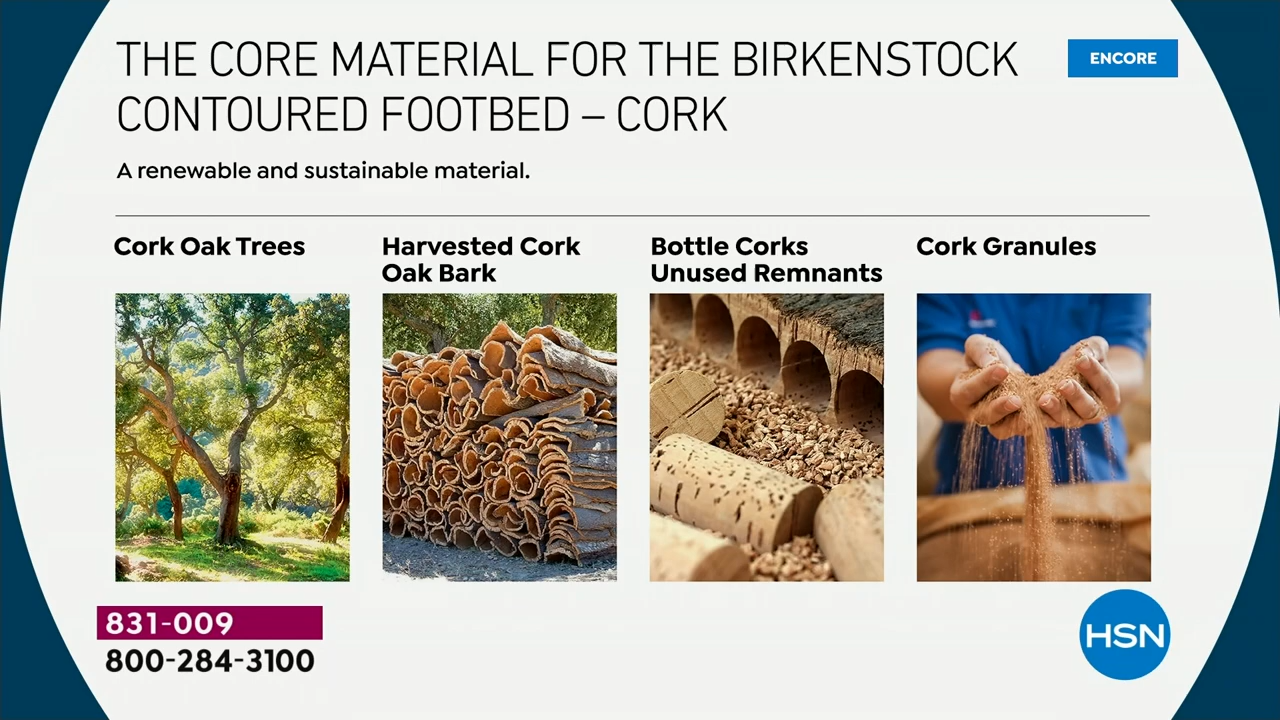 THE CORE MATERIAL FOR THE BIRKENSTOCK
CONTOURED FOOTBED – CORK
ENCORE
A renewable and sustainable material.
Cork Oak Trees
Harvested Cork
Oak Bark
Bottle Corks
Unused Remnants
Cork Granules
831-009
800-284-3100
HSN